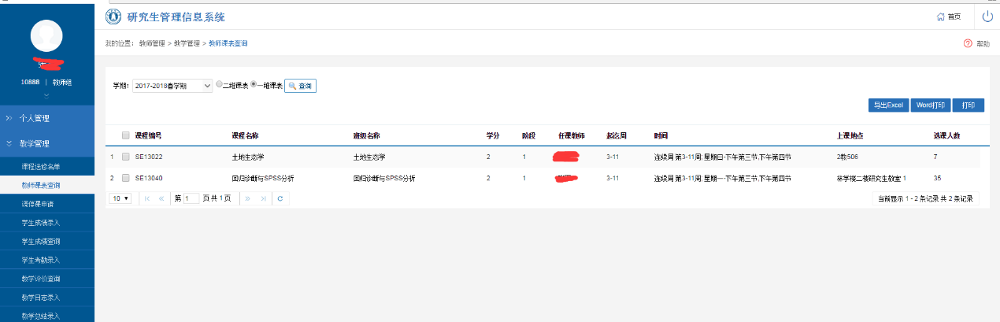 研究生管理信息系统
首页
我的位置: 教师管理 > 教学管理 > 教师课表查询
帮助
10888 | 教师组
个人管理
教学管理
课程选修名单
教师课表查询
调停课申请
学生成绩录入
学生成绩查询
学生考勤录入
教学评价查询
教学日志录入
教学总结录入
学期: 2017-2018春学期 二维课表 一维课表 查询
导出Excel Word打印 打印
课程编号 课程名称 班级名称 学分 阶段 任课教师 起讫周 时间 上课地点 选课人数
1 SE13022 土地生态学 土地生态学 2 1 3-11 连续周 第3-11周; 星期日-下午第三节,下午第四节 2教506 7
2 SE13040 回归诊断与SPSS分析 回归诊断与SPSS分析 2 1 3-11 连续周 第3-11周; 星期一-下午第三节,下午第四节 林学楼二楼研究生教室 1 35
10 第 1 页 共 1 页
当前显示 1 - 2 条记录 共 2 条记录